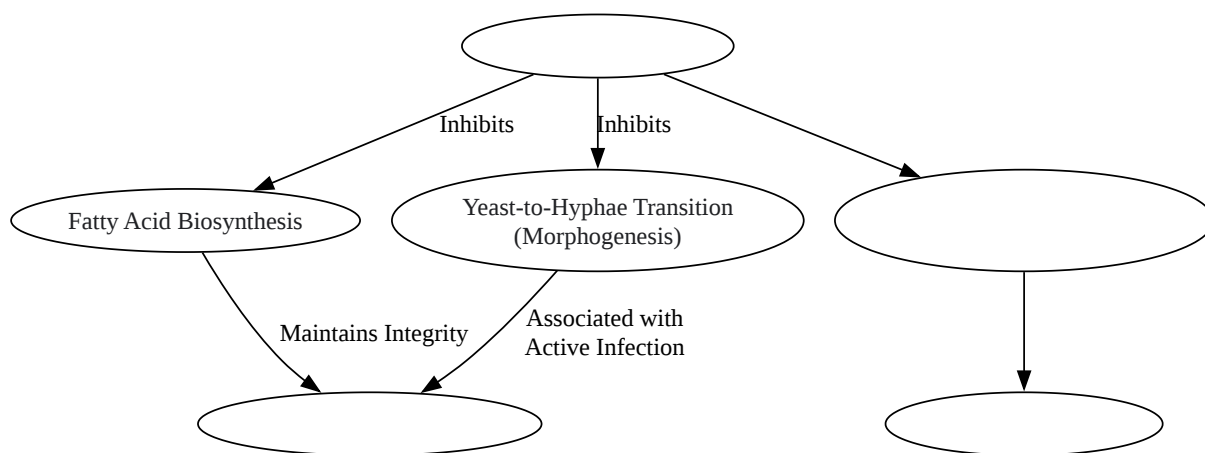 Inhibits
Inhibits
Fatty Acid Biosynthesis
Yeast-to-Hyphae Transition
(Morphogenesis)
Maintains Integrity
Associated with
Active Infection